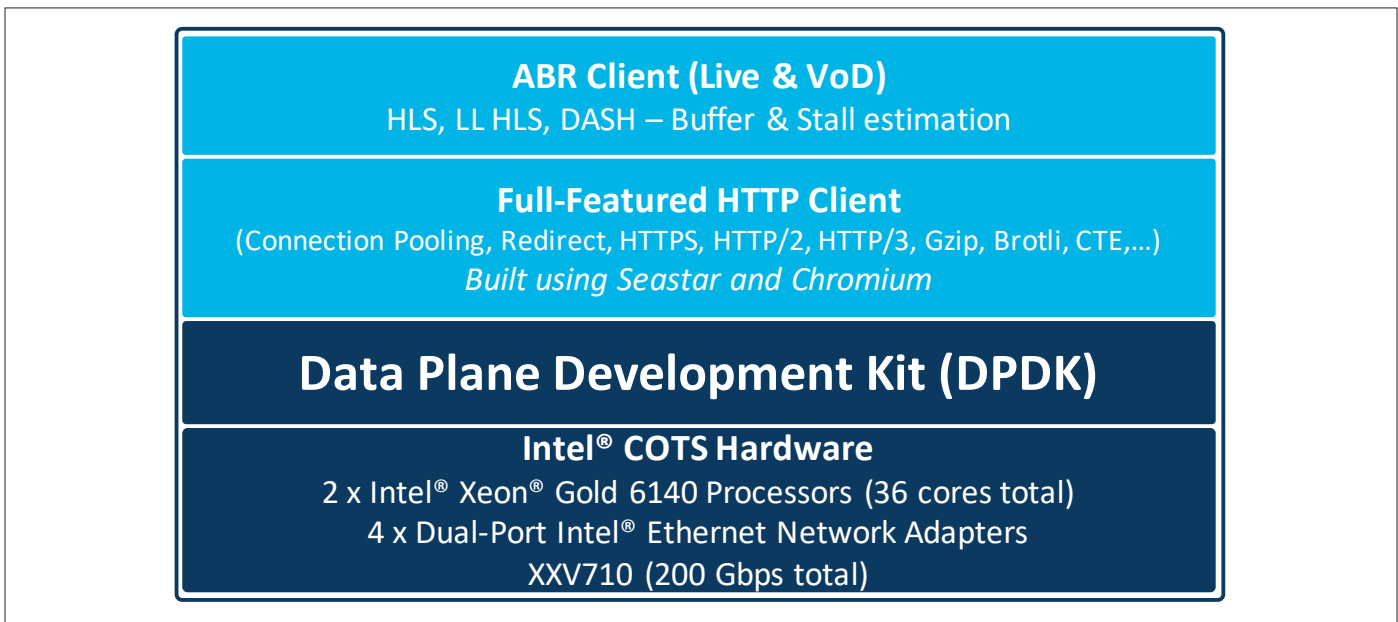 ABR Client (Live & VoD)
HLS, LL HLS, DASH – Buffer & Stall estimation
Full-Featured HTTP Client
(Connection Pooling, Redirect, HTTPS, HTTP/2, HTTP/3, Gzip, Brotli, CTE,...)
Built using Seastar and Chromium
Data Plane Development Kit (DPDK)
Intel® COTS Hardware
2 x Intel® Xeon® Gold 6140 Processors (36 cores total)
4 x Dual-Port Intel® Ethernet Network Adapters
XXV710 (200 Gbps total)